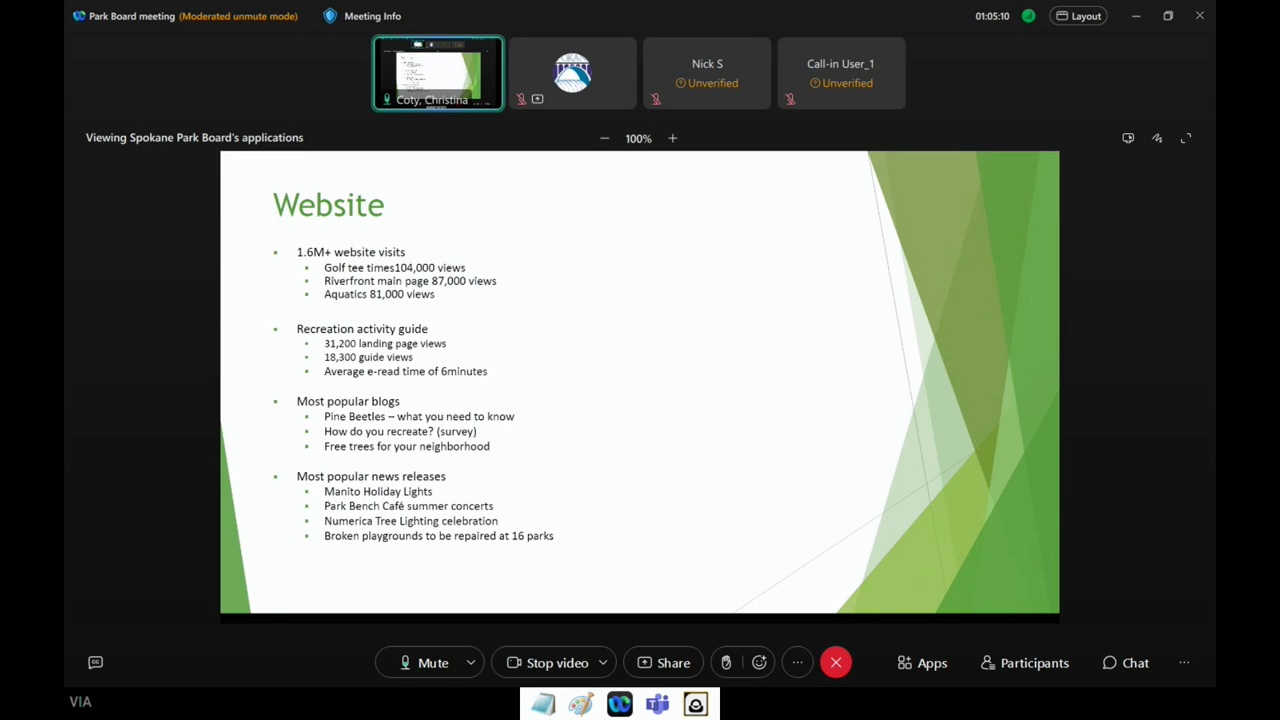 Park Board meeting (Moderated unmute mode)
Meeting Info
01:05:10
Layout
Coty, Christina
Nick S
Unverified
Call-in User_1
Unverified
Viewing Spokane Park Board's applications
100%
Website
1.6M+ website visits
Golf tee times104,000 views
Riverfront main page 87,000 views
Aquatics 81,000 views
Recreation activity guide
31,200 landing page views
18,300 guide views
Average e-read time of 6minutes
Most popular blogs
Pine Beetles – what you need to know
How do you recreate? (survey)
Free trees for your neighborhood
Most popular news releases
Manito Holiday Lights
Park Bench Café summer concerts
Numerica Tree Lighting celebration
Broken playgrounds to be repaired at 16 parks
Mute
Stop video
Share
Apps
Participants
Chat
VIA